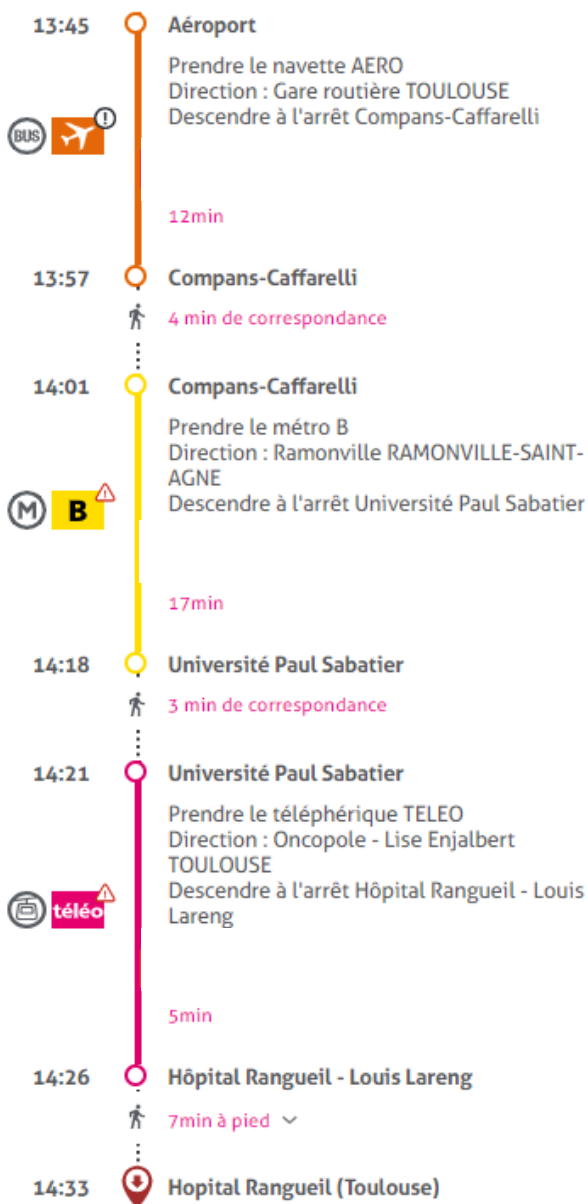 13:45 Aéroport
Prendre le navette AERO
Direction : Gare routière TOULOUSE
Descendre à l'arrêt Compans-Caffarelli
BUS
12min
13:57 Compans-Caffarelli
4 min de correspondance
14:01 Compans-Caffarelli
Prendre le métro B
Direction : Ramonville RAMONVILLE-SAINT-
AGNE
Descendre à l'arrêt Université Paul Sabatier
M B
17min
14:18 Université Paul Sabatier
3 min de correspondance
14:21 Université Paul Sabatier
Prendre le téléphérique TELEO
Direction : Oncopole - Lise Enjalbert
TOULOUSE
Descendre à l'arrêt Hôpital Rangueil - Louis
Lareng
téléo
5min
14:26 Hôpital Rangueil - Louis Lareng
7min à pied
14:33 Hopital Rangueil (Toulouse)